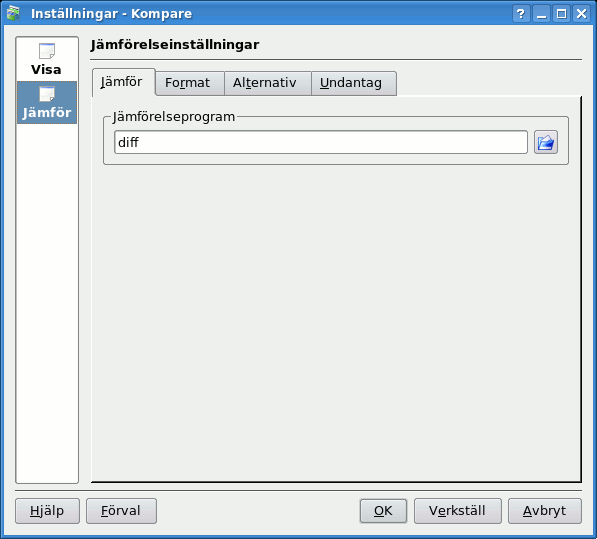 Inställningar - Kompare
Visa
Jämför
Jämförelseinställningar
Jämför Format Alternativ Undantag
Jämförelseprogram
diff
Hjälp Förval OK Verkställ Avbryt